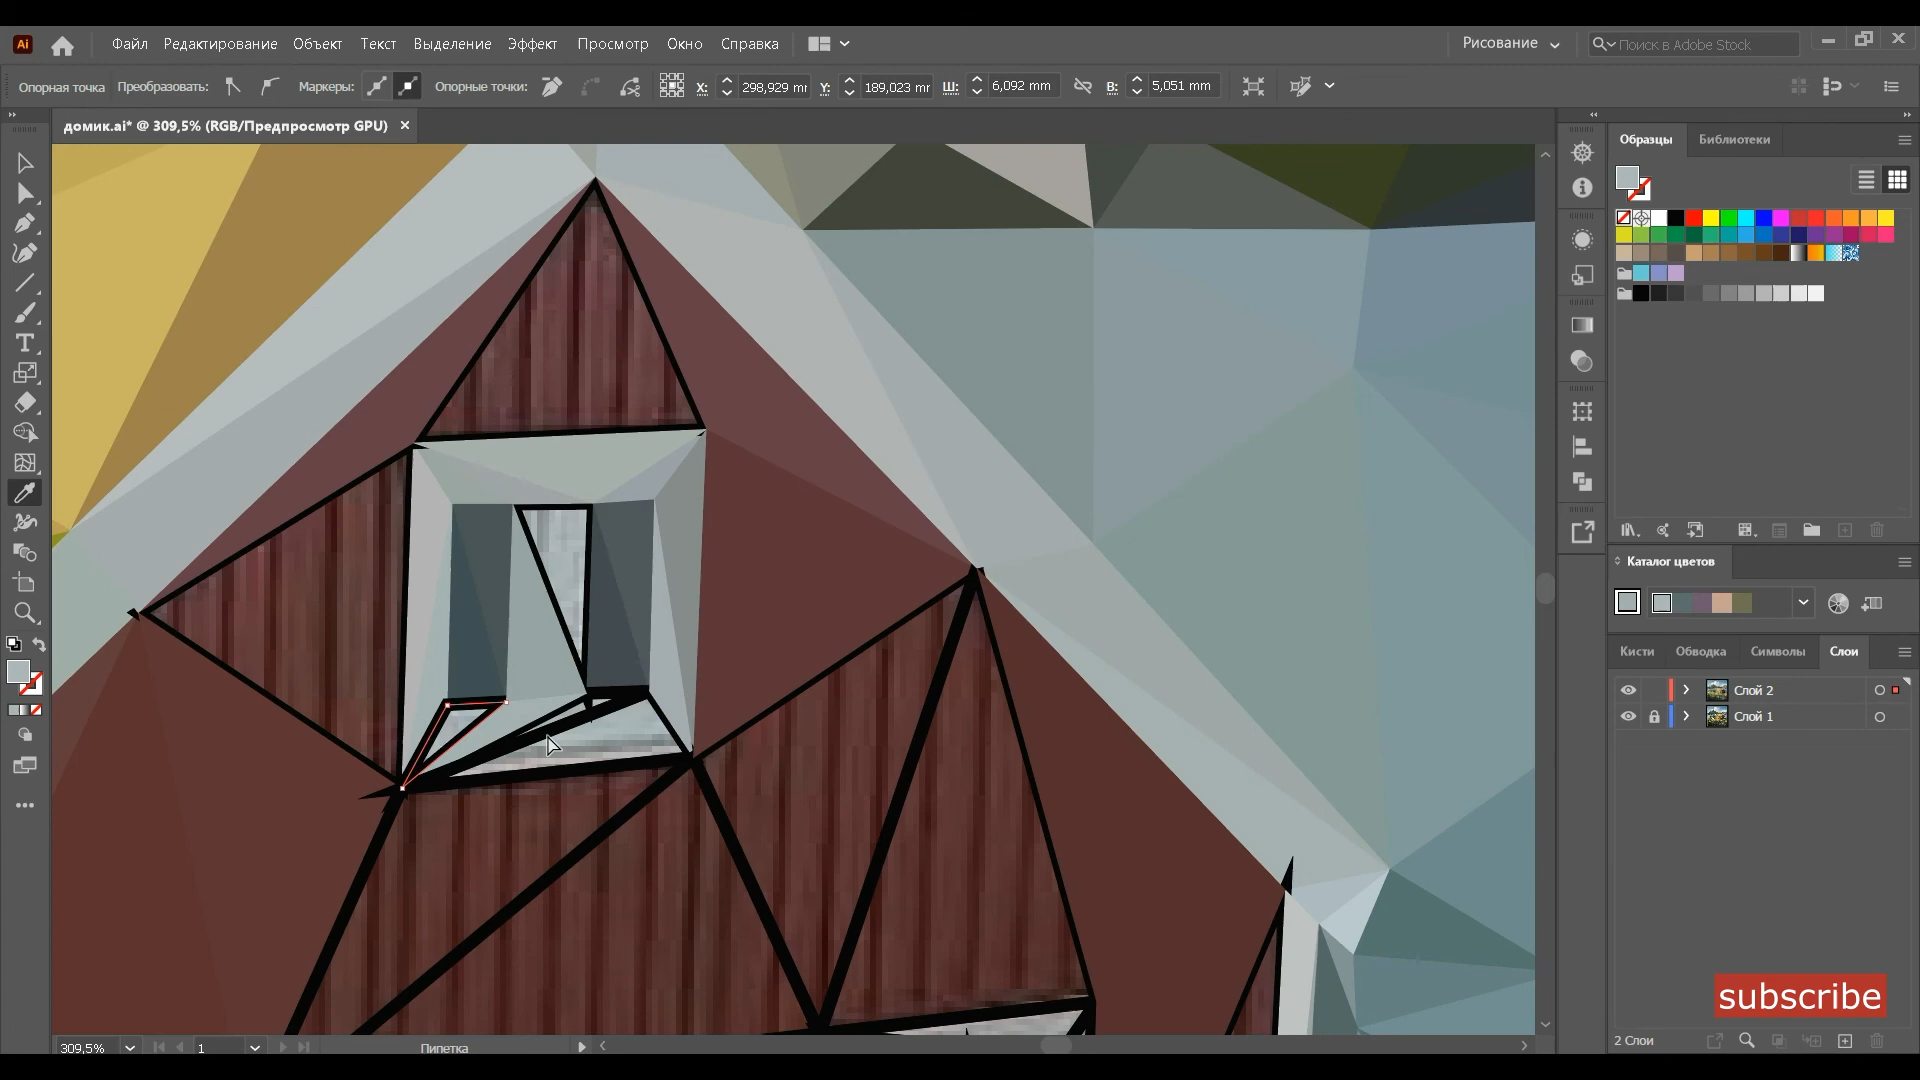 Ai
Файл Редактирование Объект Текст Выделение Эффект Просмотр Окно Справка
Рисование
Поиск в Adobe Stock
Опорная точка Преобразовать: Маркеры: Опорные точки: X: 298,929 mr Y: 189,023 mr Ш: 6,092 mm В: 5,051 mm
домик.ai* @ 309,5% (RGB/Предпросмотр GPU) ×
Образцы Библиотеки
Каталог цветов
Кисти Обводка Символы Слои
Слой 2
Слой 1
subscribe
2 Слои
309,5% 1 Пипетка